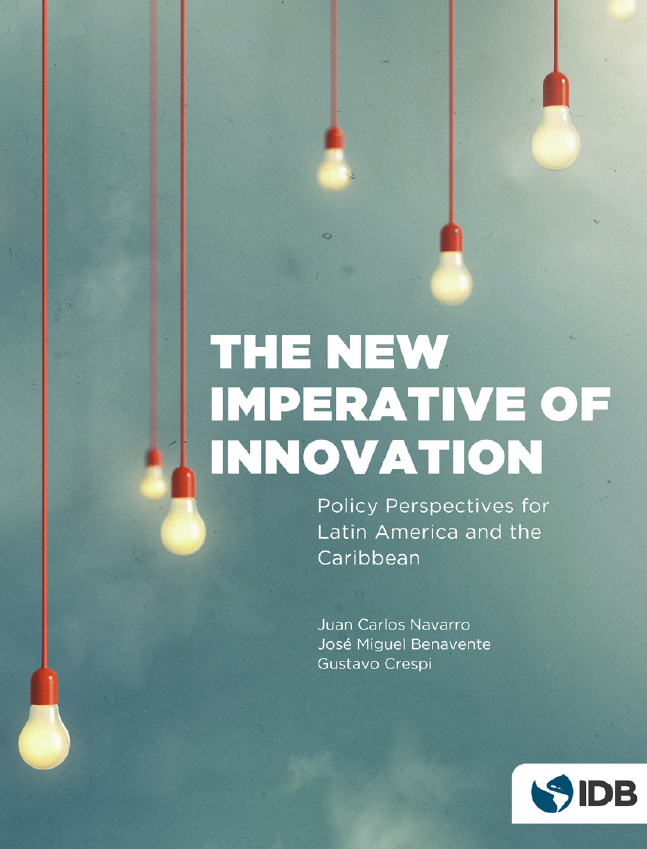 THE NEW
IMPERATIVE OF
INNOVATION
Policy Perspectives for
Latin America and the
Caribbean
Juan Carlos Navarro
José Miguel Benavente
Gustavo Crespi
IDB